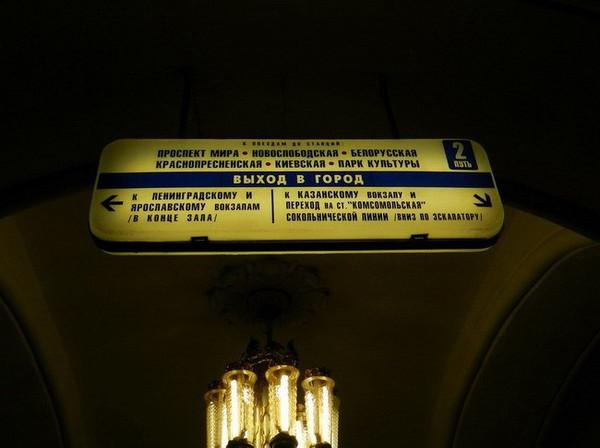 К ПОЕЗДАМ ДО СТАНЦИЙ:
ПРОСПЕКТ МИРА • НОВОСЛОБОДСКАЯ • БЕЛОРУССКАЯ
КРАСНОПРЕСНЕНСКАЯ • КИЕВСКАЯ • ПАРК КУЛЬТУРЫ
2
ПУТЬ
ВЫХОД В ГОРОД
К ЛЕНИНГРАДСКОМУ И
ЯРОСЛАВСКОМУ ВОКЗАЛАМ
/В КОНЦЕ ЗАЛА/
К КАЗАНСКОМУ ВОКЗАЛУ И
ПЕРЕХОД НА СТ. "КОМСОМОЛЬСКАЯ"
СОКОЛЬНИЧЕСКОЙ ЛИНИИ /ВНИЗ ПО ЭСКАЛАТОРУ/